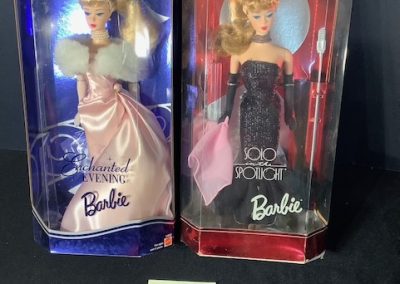 Enchanted
EVENING
Barbie
SOLO
in the
SPOTLIGHT
Barbie